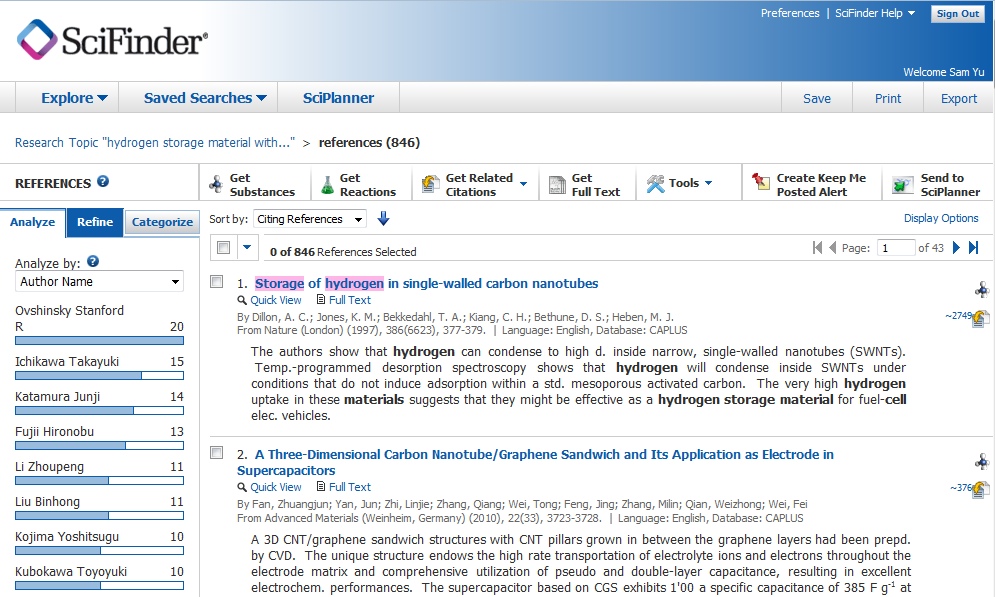 Preferences | SciFinder Help Sign Out
SciFinder®
Welcome Sam Yu
Explore Saved Searches SciPlanner Save Print Export
Research Topic "hydrogen storage material with..." > references (846)
REFERENCES ?
Get Substances
Get Reactions
Get Related Citations
Get Full Text
Tools
Create Keep Me Posted Alert
Send to SciPlanner
Analyze Refine Categorize
Sort by: Citing References
Display Options
0 of 846 References Selected
Page: 1 of 43
Analyze by: ?
Author Name
Ovshinsky Stanford
R 20
Ichikawa Takayuki 15
Katamura Junji 14
Fujii Hironobu 13
Li Zhoupeng 11
Liu Binhong 11
Kojima Yoshitsugu 10
Kubokawa Toyoyuki 10
1. Storage of hydrogen in single-walled carbon nanotubes
Quick View Full Text
By Dillon, A. C.; Jones, K. M.; Bekkedahl, T. A.; Kiang, C. H.; Bethune, D. S.; Heben, M. J.
From Nature (London) (1997), 386(6623), 377-379. | Language: English, Database: CAPLUS
~2749
The authors show that hydrogen can condense to high d. inside narrow, single-walled nanotubes (SWNTs).
Temp.-programmed desorption spectroscopy shows that hydrogen will condense inside SWNTs under
conditions that do not induce adsorption within a std. mesoporous activated carbon. The very high hydrogen
uptake in these materials suggests that they might be effective as a hydrogen storage material for fuel-cell
elec. vehicles.
2. A Three-Dimensional Carbon Nanotube/Graphene Sandwich and Its Application as Electrode in
Supercapacitors
Quick View Full Text
~376
By Fan, Zhuangjun; Yan, Jun; Zhi, Linjie; Zhang, Qiang; Wei, Tong; Feng, Jing; Zhang, Milin; Qian, Weizhong; Wei, Fei
From Advanced Materials (Weinheim, Germany) (2010), 22(33), 3723-3728. | Language: English, Database: CAPLUS
A 3D CNT/graphene sandwich structures with CNT pillars grown in between the graphene layers had been prepd.
by CVD. The unique structure endows the high rate transportation of electrolyte ions and electrons throughout the
electrode matrix and comprehensive utilization of pseudo and double-layer capacitance, resulting in excellent
electrochem. performances. The supercapacitor based on CGS exhibits 1'00 a specific capacitance of 385 F g⁻¹ at